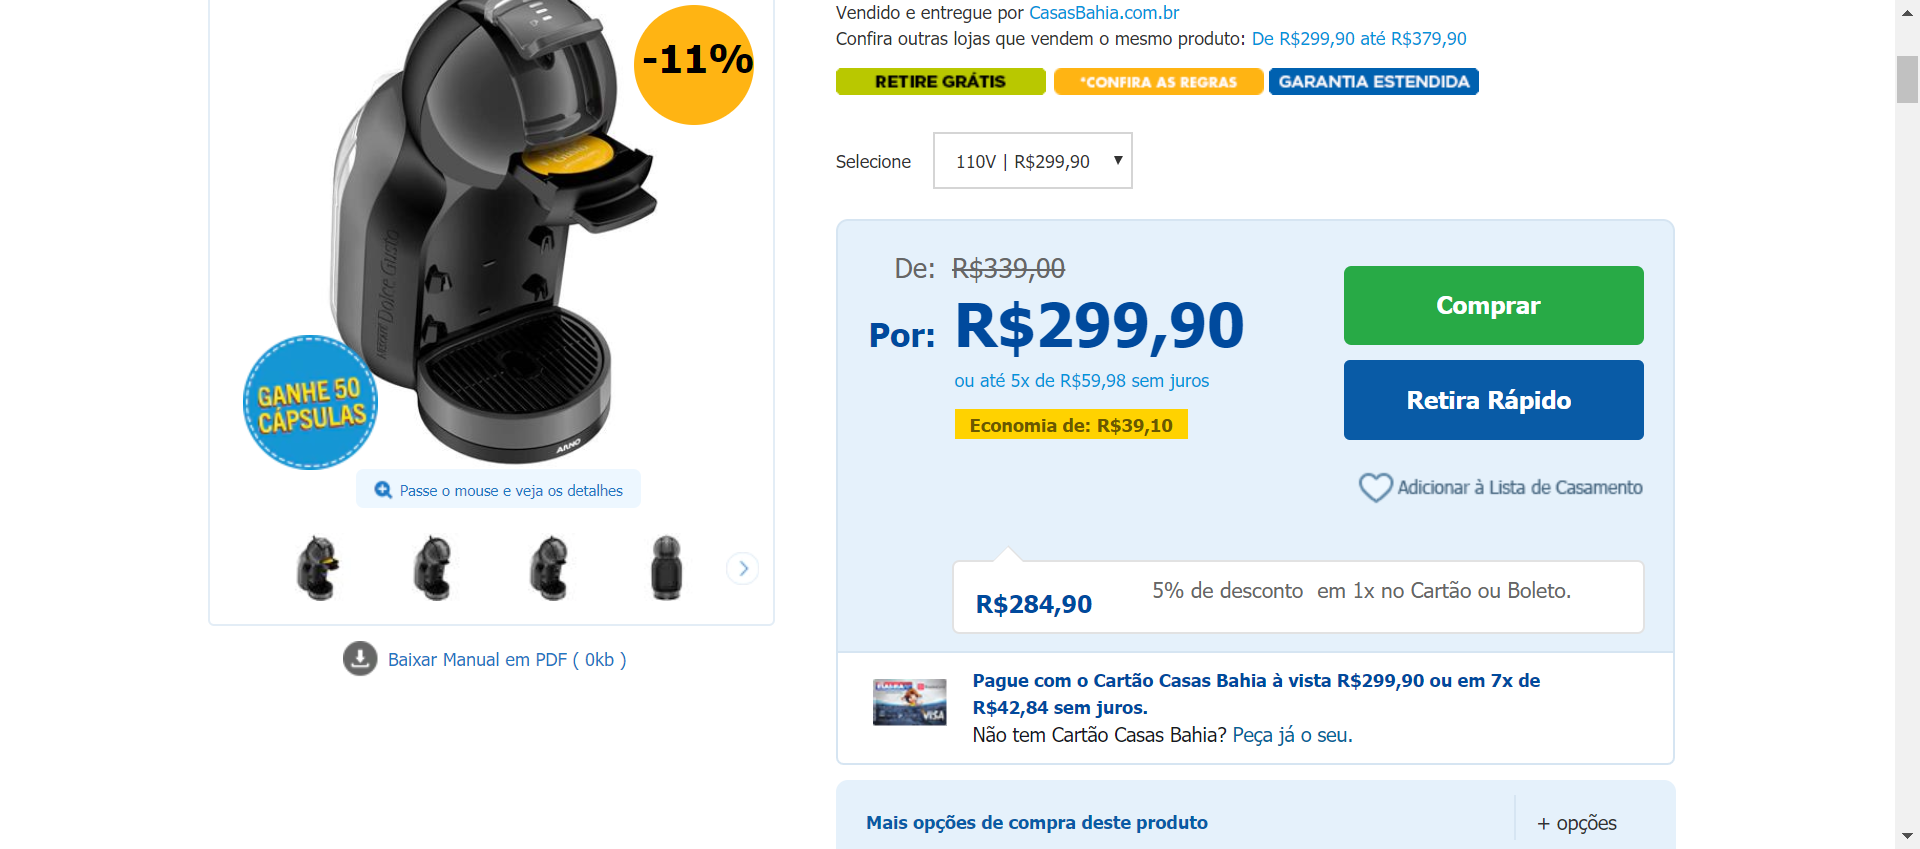 -11%
NESCAFÉ Dolce Gusto
GANHE 50
CÁPSULAS
ARNO
Passe o mouse e veja os detalhes
Baixar Manual em PDF ( 0kb )
Vendido e entregue por CasasBahia.com.br
Confira outras lojas que vendem o mesmo produto: De R$299,90 até R$379,90
RETIRE GRÁTIS
*CONFIRA AS REGRAS
GARANTIA ESTENDIDA
Selecione
110V | R$299,90
De: R$339,00
Por: R$299,90
ou até 5x de R$59,98 sem juros
Economia de: R$39,10
Comprar
Retira Rápido
Adicionar à Lista de Casamento
R$284,90
5% de desconto em 1x no Cartão ou Boleto.
Pague com o Cartão Casas Bahia à vista R$299,90 ou em 7x de
R$42,84 sem juros.
Não tem Cartão Casas Bahia? Peça já o seu.
VISA
Mais opções de compra deste produto
+ opções